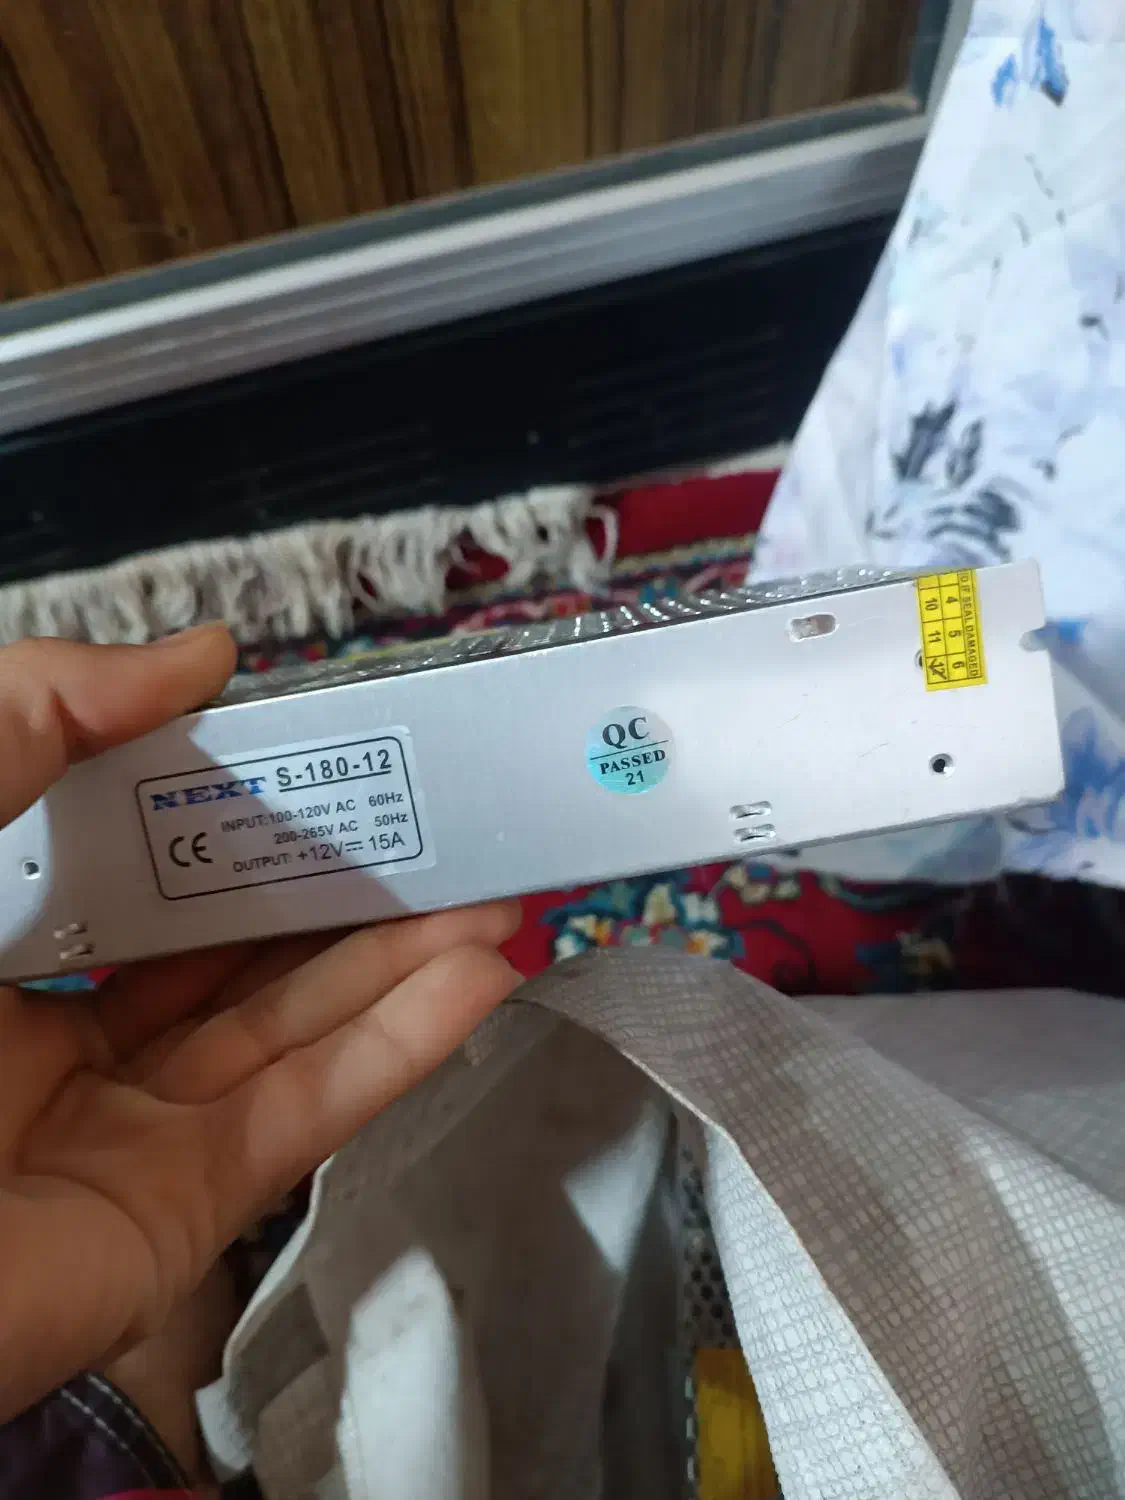 NEXT S-180-12
INPUT:100-120V AC 60Hz
200-265V AC 50Hz
CE
OUTPUT: +12V⎓ 15A
QC
PASSED
21
IF SEAL DAMAGED
4 5 6
10 11 12